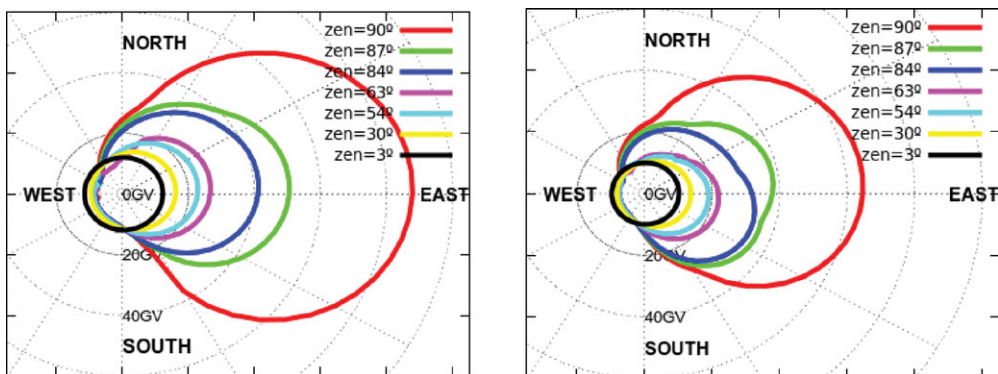 NORTH
zen=90º
zen=87º
zen=84º
zen=63º
zen=54º
zen=30º
zen=3º
WEST
0GV
EAST
20GV
40GV
SOUTH
NORTH
zen=90º
zen=87º
zen=84º
zen=63º
zen=54º
zen=30º
zen=3º
WEST
0GV
EAST
20GV
40GV
SOUTH